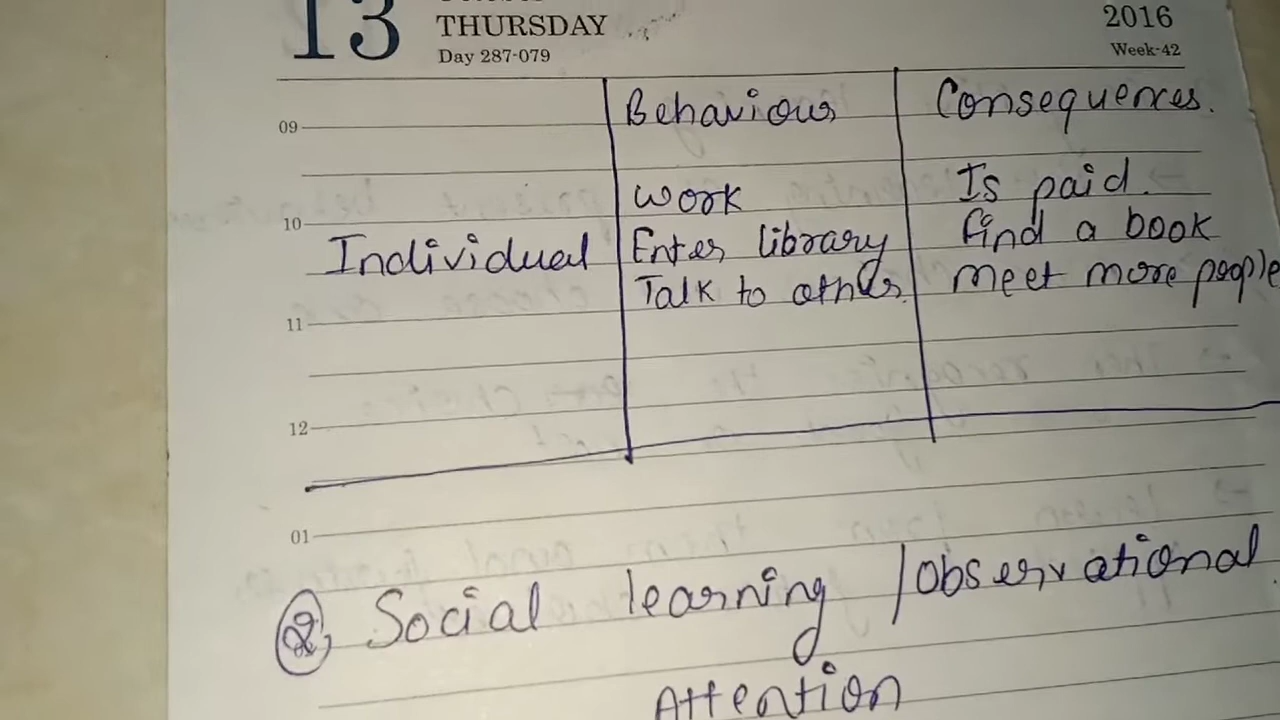 13
THURSDAY
2016
Day 287-079
Week-42
Behaviour
Consequences.
09
Work
Is paid.
10
Individual
Enter library
find a book
Talk to others.
meet more people
11
12
01
2, Social learning / Observational
Attention